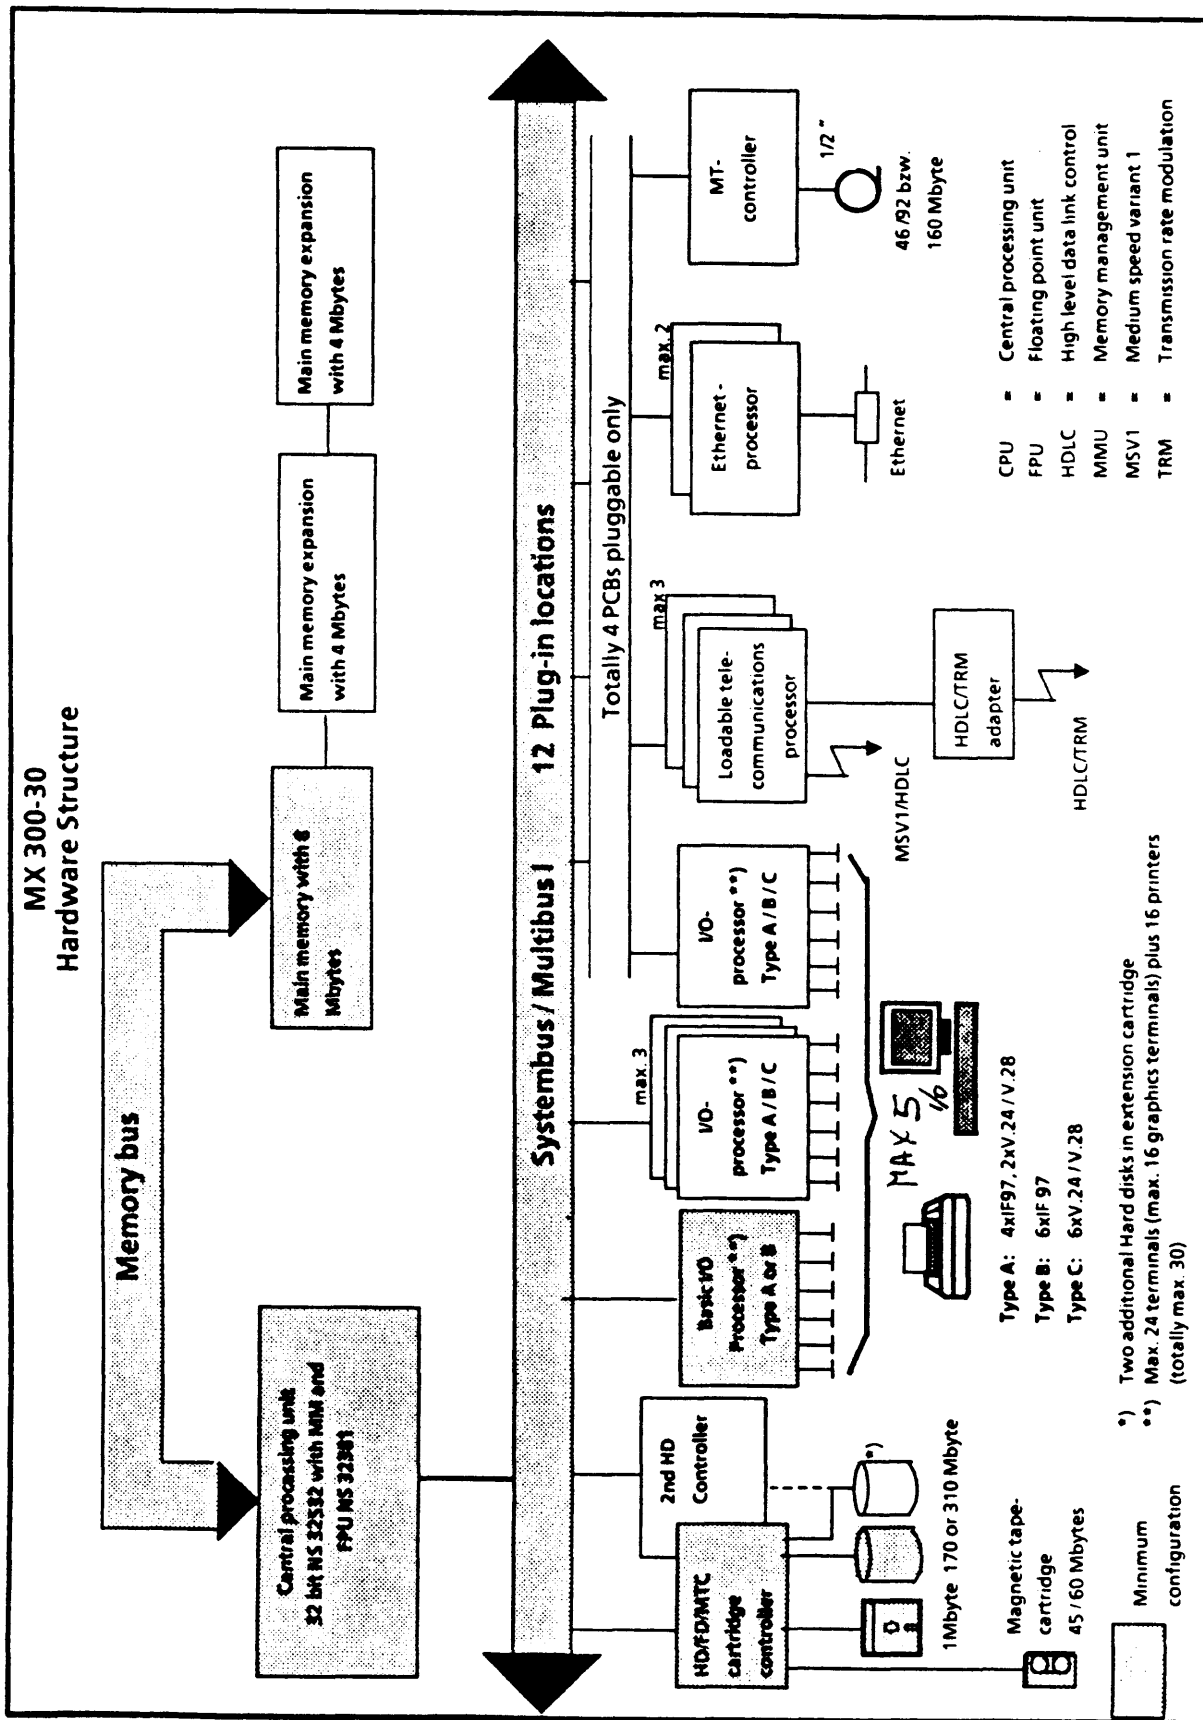 MX 300-30
Hardware Structure
Memory bus
Central processing unit
32 bit NS 32532 with MM and
FPU NS 32381
Main memory with 8
Mbytes
Main memory expansion
with 4 Mbytes
Main memory expansion
with 4 Mbytes
Systembus / Multibus I 12 Plug-in locations
Totally 4 PCBs pluggable only
HD/FD/MTC
cartridge
controller
2nd HD
Controller
Basic I/O
Processor **)
Type A or B
max. 3
I/O-
processor **)
Type A / B / C
I/O-
processor **)
Type A / B / C
max 3
Loadable tele-
communications
processor
max. 2
Ethernet -
processor
MT-
controller
*)
1Mbyte 170 or 310 Mbyte
Magnetic tape-
cartridge
45 / 60 Mbytes
MAX 5
I/O
MSV1/HDLC
HDLC/TRM
adapter
HDLC/TRM
Ethernet
1/2 "
46/92 bzw.
160 Mbyte
Type A: 4xIF97, 2xV.24 / V.28
Type B: 6xIF 97
Type C: 6xV.24 / V.28
CPU = Central processing unit
FPU = Floating point unit
HDLC = High level data link control
MMU = Memory management unit
MSV1 = Medium speed variant 1
TRM = Transmission rate modulation
Minimum
configuration
*) Two additional Hard disks in extension cartridge
**) Max. 24 terminals (max. 16 graphics terminals) plus 16 printers
(totally max. 30)